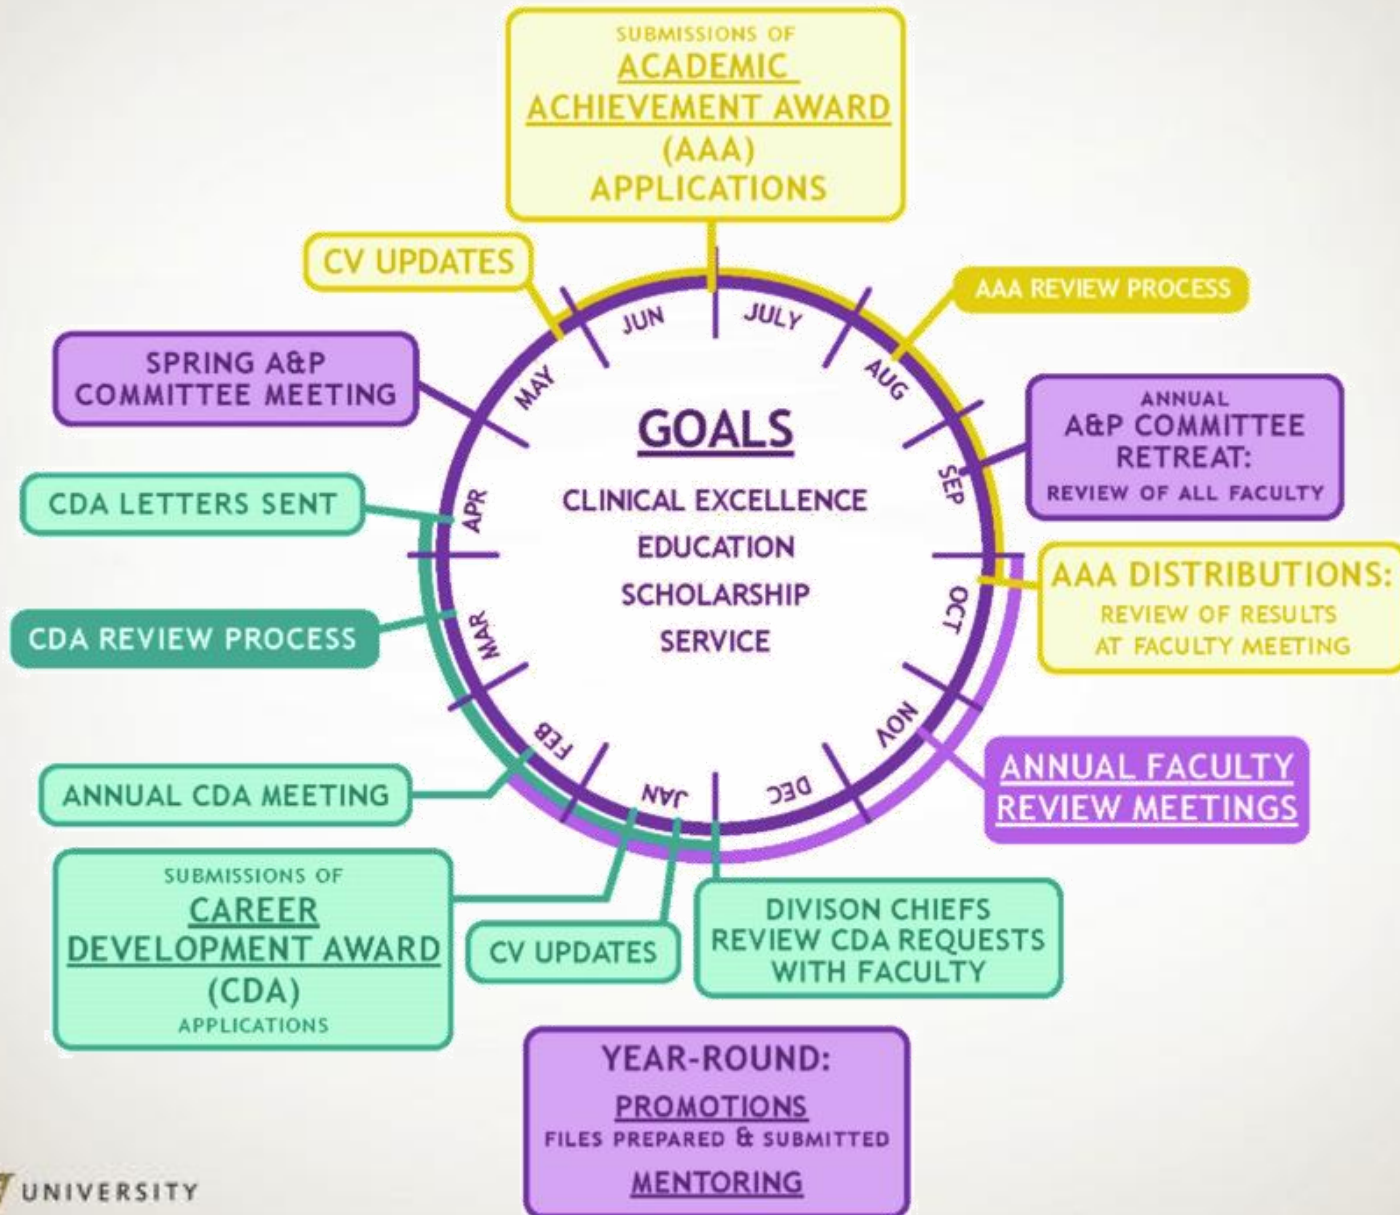 SUBMISSIONS OF
ACADEMIC
ACHIEVEMENT AWARD
(AAA)
APPLICATIONS
CV UPDATES
AAA REVIEW PROCESS
SPRING A&P
COMMITTEE MEETING
ANNUAL
A&P COMMITTEE
RETREAT:
REVIEW OF ALL FACULTY
CDA LETTERS SENT
AAA DISTRIBUTIONS:
REVIEW OF RESULTS
AT FACULTY MEETING
CDA REVIEW PROCESS
ANNUAL FACULTY
REVIEW MEETINGS
ANNUAL CDA MEETING
SUBMISSIONS OF
CAREER
DEVELOPMENT AWARD
(CDA)
APPLICATIONS
CV UPDATES
DIVISON CHIEFS
REVIEW CDA REQUESTS
WITH FACULTY
JUN
JULY
AUG
SEP
OCT
NOV
DEC
JAN
FEB
MAR
APR
MAY
GOALS
CLINICAL EXCELLENCE
EDUCATION
SCHOLARSHIP
SERVICE
YEAR-ROUND:
PROMOTIONS
FILES PREPARED & SUBMITTED
MENTORING
UNIVERSITY